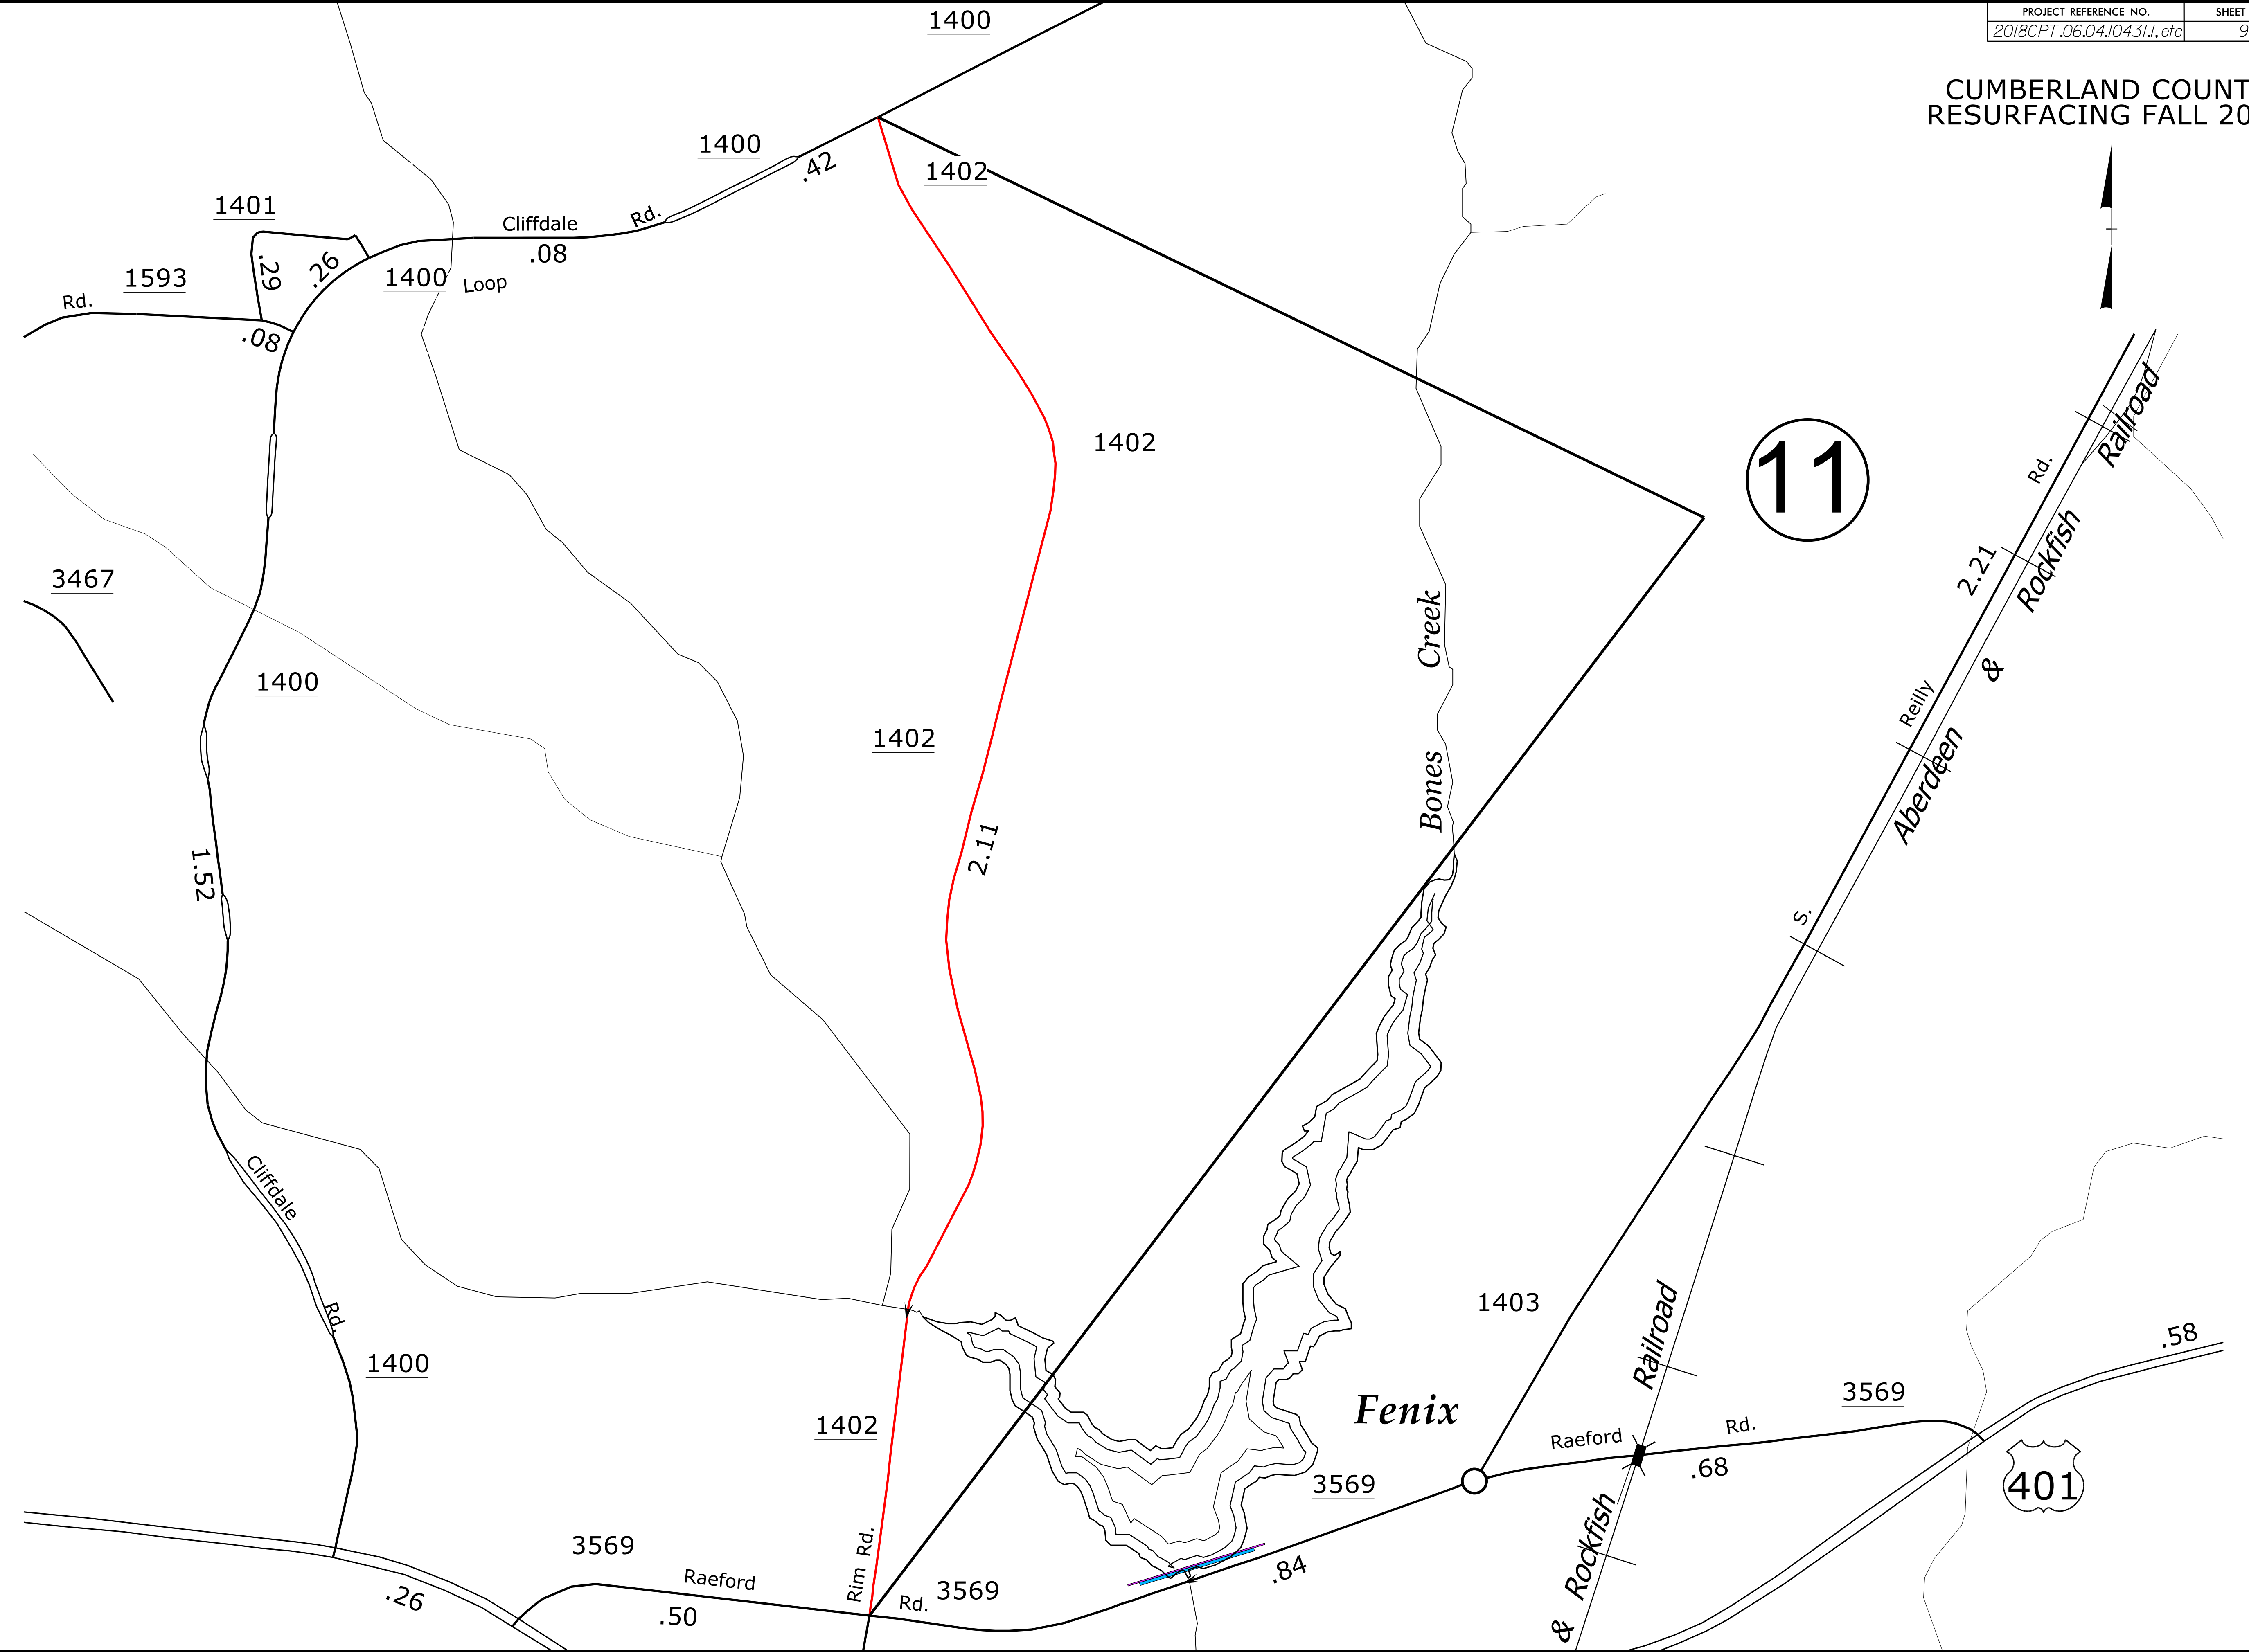 PROJECT REFERENCE NO.
SHEET
2018CPT.06.04.10431.1, etc
9
CUMBERLAND COUNT
RESURFACING FALL 20
1400
1400
.42
1402
1401
Cliffdale Rd.
.08
.29
.26
1593
1400
Loop
Rd.
.08
1402
11
Rd.
Railroad
2.21
Rockfish
3467
Creek
&
1400
Reilly
1402
Bones
Aberdeen
2.11
1.52
S.
Cliffdale
Rd.
1403
Railroad
.58
1400
3569
Fenix
1402
Raeford
Rd.
.68
3569
401
Rockfish
3569
Raeford
Rim Rd.
.84
.26
3569
Rd.
.50
&